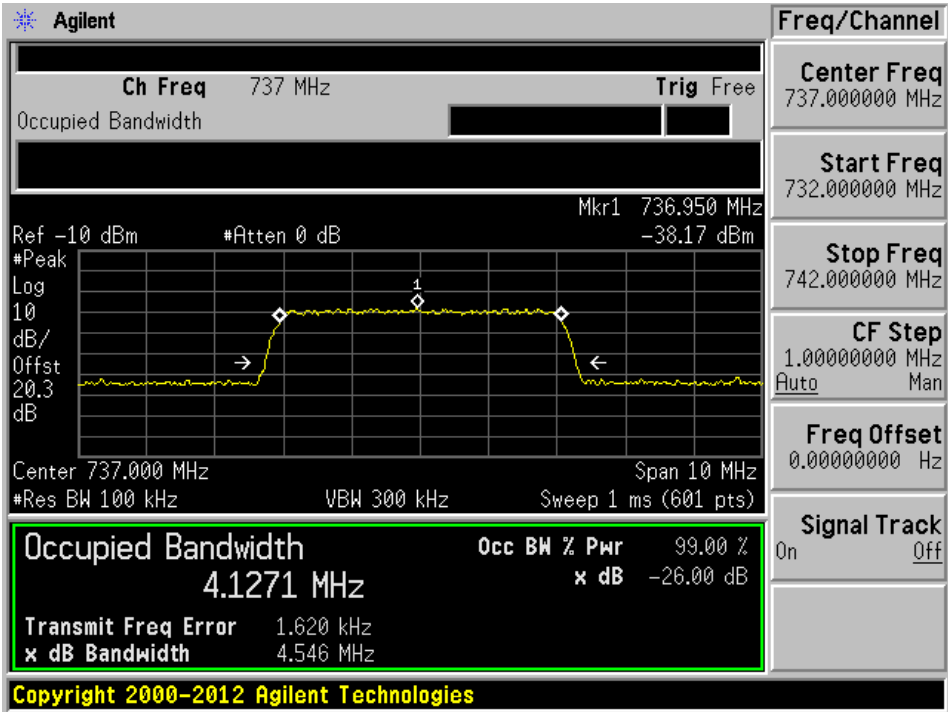 Agilent
Freq/Channel
Ch Freq 737 MHz Trig Free
Occupied Bandwidth
Center Freq
737.000000 MHz
Start Freq
732.000000 MHz
Stop Freq
742.000000 MHz
CF Step
1.00000000 MHz
Auto Man
Freq Offset
0.00000000 Hz
Signal Track
On Off
Mkr1 736.950 MHz
Ref -10 dBm #Atten 0 dB -38.17 dBm
#Peak
Log
10
dB/
Offst
20.3
dB
1
Center 737.000 MHz Span 10 MHz
#Res BW 100 kHz VBW 300 kHz Sweep 1 ms (601 pts)
Occupied Bandwidth Occ BW % Pwr 99.00 %
4.1271 MHz x dB -26.00 dB
Transmit Freq Error 1.620 kHz
x dB Bandwidth 4.546 MHz
Copyright 2000-2012 Agilent Technologies